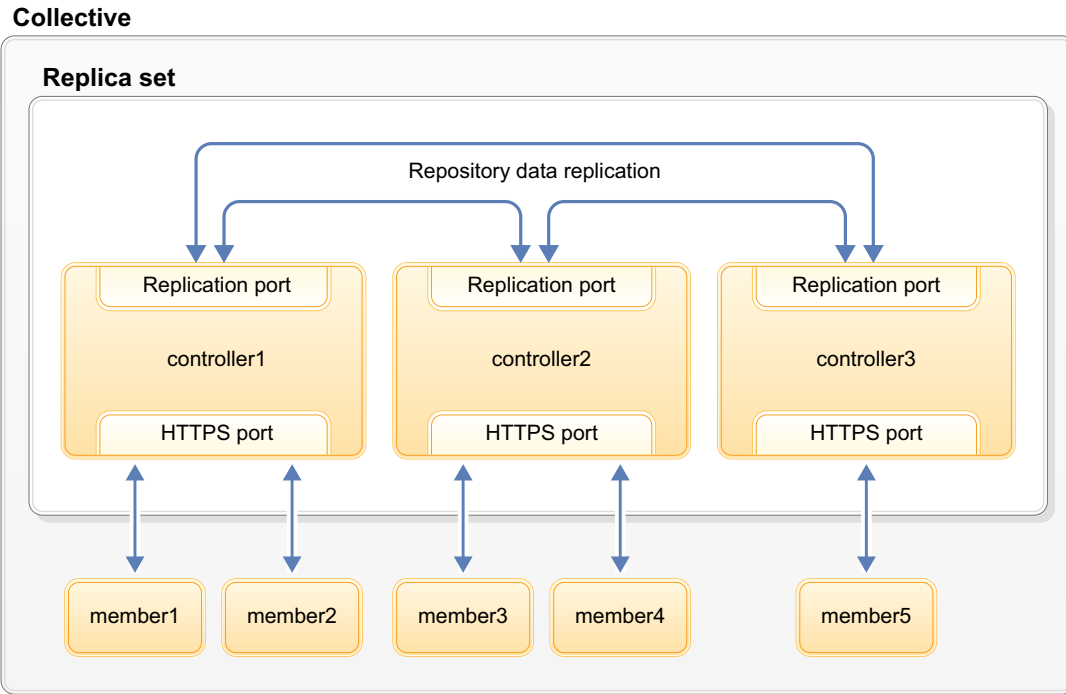 Collective
Replica set
Repository data replication
Replication port
Replication port
Replication port
controller1
controller2
controller3
HTTPS port
HTTPS port
HTTPS port
member1
member2
member3
member4
member5